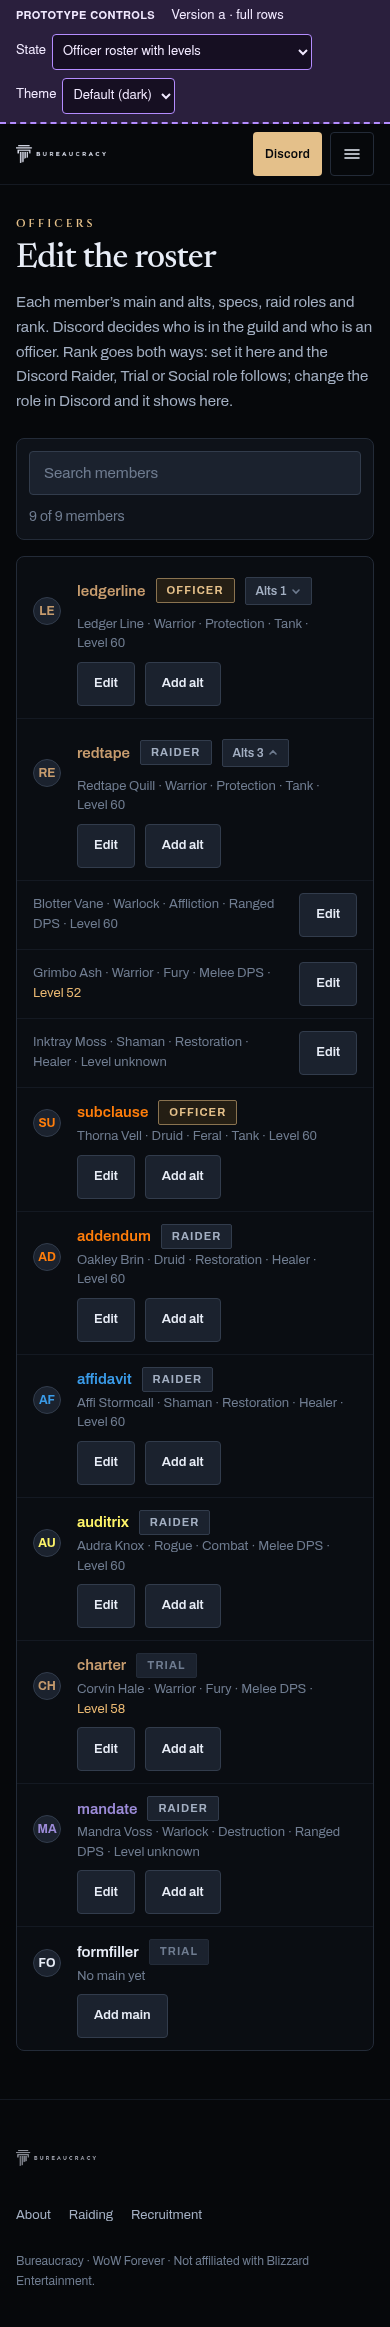 PROTOTYPE CONTROLS Version a · full rows
State Officer roster with levels
Theme Default (dark)
BUREAUCRACY Discord
OFFICERS
Edit the roster
Each member's main and alts, specs, raid roles and
rank. Discord decides who is in the guild and who is an
officer. Rank goes both ways: set it here and the
Discord Raider, Trial or Social role follows; change the
role in Discord and it shows here.
Search members
9 of 9 members
LE ledgerline OFFICER Alts 1
Ledger Line · Warrior · Protection · Tank ·
Level 60
Edit Add alt
RE redtape RAIDER Alts 3
Redtape Quill · Warrior · Protection · Tank ·
Level 60
Edit Add alt
Blotter Vane · Warlock · Affliction · Ranged
DPS · Level 60
Edit
Grimbo Ash · Warrior · Fury · Melee DPS ·
Level 52
Edit
Inktray Moss · Shaman · Restoration ·
Healer · Level unknown
Edit
SU subclause OFFICER
Thorna Vell · Druid · Feral · Tank · Level 60
Edit Add alt
AD addendum RAIDER
Oakley Brin · Druid · Restoration · Healer ·
Level 60
Edit Add alt
AF affidavit RAIDER
Affi Stormcall · Shaman · Restoration · Healer ·
Level 60
Edit Add alt
AU auditrix RAIDER
Audra Knox · Rogue · Combat · Melee DPS ·
Level 60
Edit Add alt
CH charter TRIAL
Corvin Hale · Warrior · Fury · Melee DPS ·
Level 58
Edit Add alt
MA mandate RAIDER
Mandra Voss · Warlock · Destruction · Ranged
DPS · Level unknown
Edit Add alt
FO formfiller TRIAL
No main yet
Add main
BUREAUCRACY
About Raiding Recruitment
Bureaucracy · WoW Forever · Not affiliated with Blizzard
Entertainment.